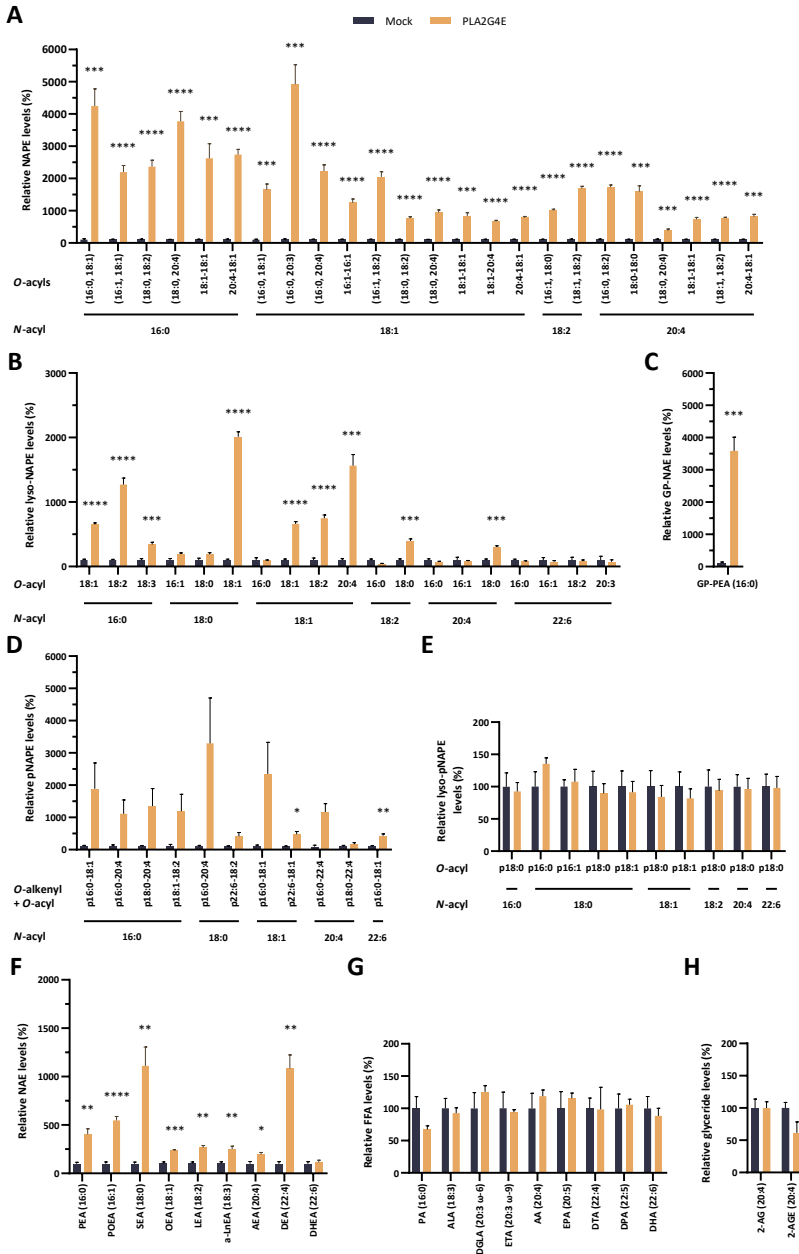 A
Mock PLA2G4E
Relative NAPE levels (%)
6000
5000
4000
3000
2000
1000
0
*** **** **** **** *** **** *** *** **** **** **** **** **** *** **** **** **** **** **** *** *** **** **** ***
O-acyls (16:0, 18:1) (16:1, 18:1) (18:0, 18:2) (18:0, 20:4) 18:1-18:1 20:4-18:1 (16:0, 18:1) (16:0, 20:3) (16:0, 20:4) 16:1-16:1 (16:1, 18:2) (18:0, 18:2) (18:0, 20:4) 18:1-18:1 18:1-20:4 20:4-18:1 (16:1, 18:0) (18:1, 18:2) (16:0, 18:2) 18:0-18:0 (18:0, 20:4) 18:1-18:1 (18:1, 18:2) 20:4-18:1
N-acyl 16:0 18:1 18:2 20:4
B
Relative lyso-NAPE levels (%)
3000
2000
1000
0
**** **** *** **** **** **** *** *** ***
O-acyl 18:1 18:2 18:3 16:1 18:0 18:1 16:0 18:1 18:2 20:4 16:0 18:0 16:0 16:1 18:0 16:0 16:1 18:2 20:3
N-acyl 16:0 18:0 18:1 18:2 20:4 22:6
C
Relative GP-NAE levels (%)
6000
5000
4000
3000
2000
1000
0
***
GP-PEA (16:0)
D
Relative pNAPE levels (%)
6000
5000
4000
3000
2000
1000
0
* **
O-alkenyl
+ O-acyl
p16:0-18:1 p16:0-20:4 p18:0-20:4 p18:1-18:2 p16:0-20:4 p22:6-18:2 p16:0-18:1 p22:6-18:1 p16:0-22:4 p18:0-22:4 p16:0-18:1
N-acyl 16:0 18:0 18:1 20:4 22:6
E
Relative lyso-pNAPE
levels (%)
200
150
100
50
0
O-acyl p18:0 p16:0 p16:1 p18:0 p18:1 p18:0 p18:1 p18:0 p18:0 p18:0
N-acyl 16:0 18:0 18:1 18:2 20:4 22:6
F
Relative NAE levels (%)
2000
1500
1000
500
0
** **** ** *** ** ** * **
PEA (16:0) POEA (16:1) SEA (18:0) OEA (18:1) LEA (18:2) a-LnEA (18:3) AEA (20:4) DEA (22:4) DHEA (22:6)
G
Relative FFA levels (%)
200
150
100
50
0
PA (16:0) ALA (18:3) DGLA (20:3 ω-6) ETA (20:3 ω-9) AA (20:4) EPA (20:5) DTA (22:4) DPA (22:5) DHA (22:6)
H
Relative glyceride levels (%)
200
150
100
50
0
2-AG (20:4) 2-AGE (20:4)